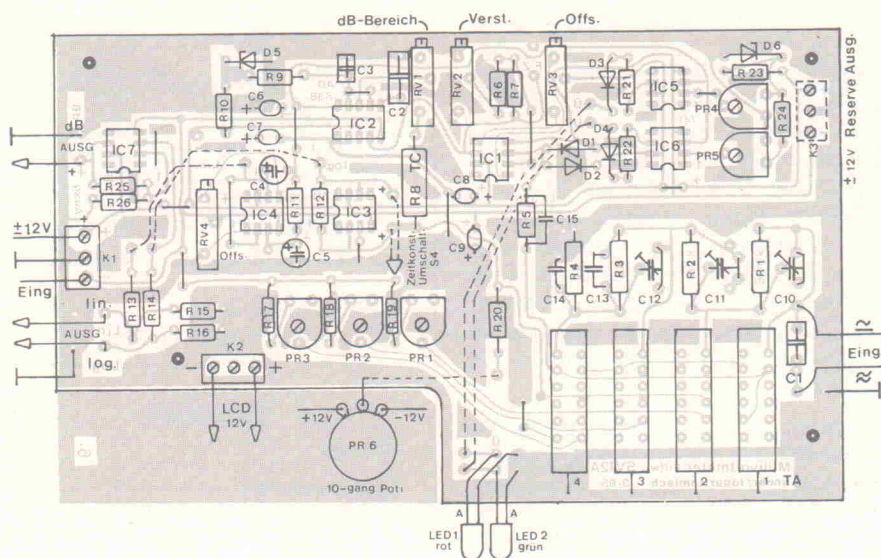 dB-Bereich
Verst.
Offs.
D5
R9
C3
C2
RV1
RV2
R6
R7
RV3
D3
R21
IC5
D6
R23
PR4
R24
K3
± 12V Reserve Ausg.
R10
C6
C7
IC2
dB
AUSG
IC7
+
R25
R26
C4
R8 TC
IC1
D4
D1
D2
R22
IC6
PR5
C8
RV4
IC4
R11
R12
IC3
R5
C15
±12V
+
K1
Offs.
C5
Zeitkonst.
Umschalt.
S4
C9
+
R4
R3
R2
R1
C14
C13
C12
C11
C10
Eing
lin.
AUSG
log.
R13
R14
R15
R16
R17
R18
R19
R20
PR3
PR2
PR1
K2
-
+
≈
Eing
≈
C1
LCD
12V
+12V
-12V
PR6
10-gang Poti
4
3
2
1
TA
A
A
LED1
rot
LED 2
grün